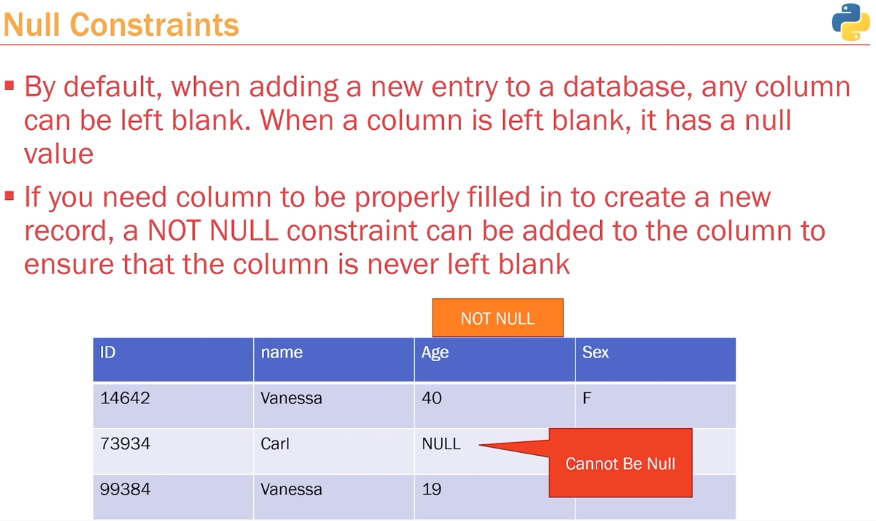 Null Constraints
▪ By default, when adding a new entry to a database, any column
can be left blank. When a column is left blank, it has a null
value
▪ If you need column to be properly filled in to create a new
record, a NOT NULL constraint can be added to the column to
ensure that the column is never left blank
NOT NULL
ID name Age Sex
14642 Vanessa 40 F
73934 Carl NULL
Cannot Be Null
99384 Vanessa 19